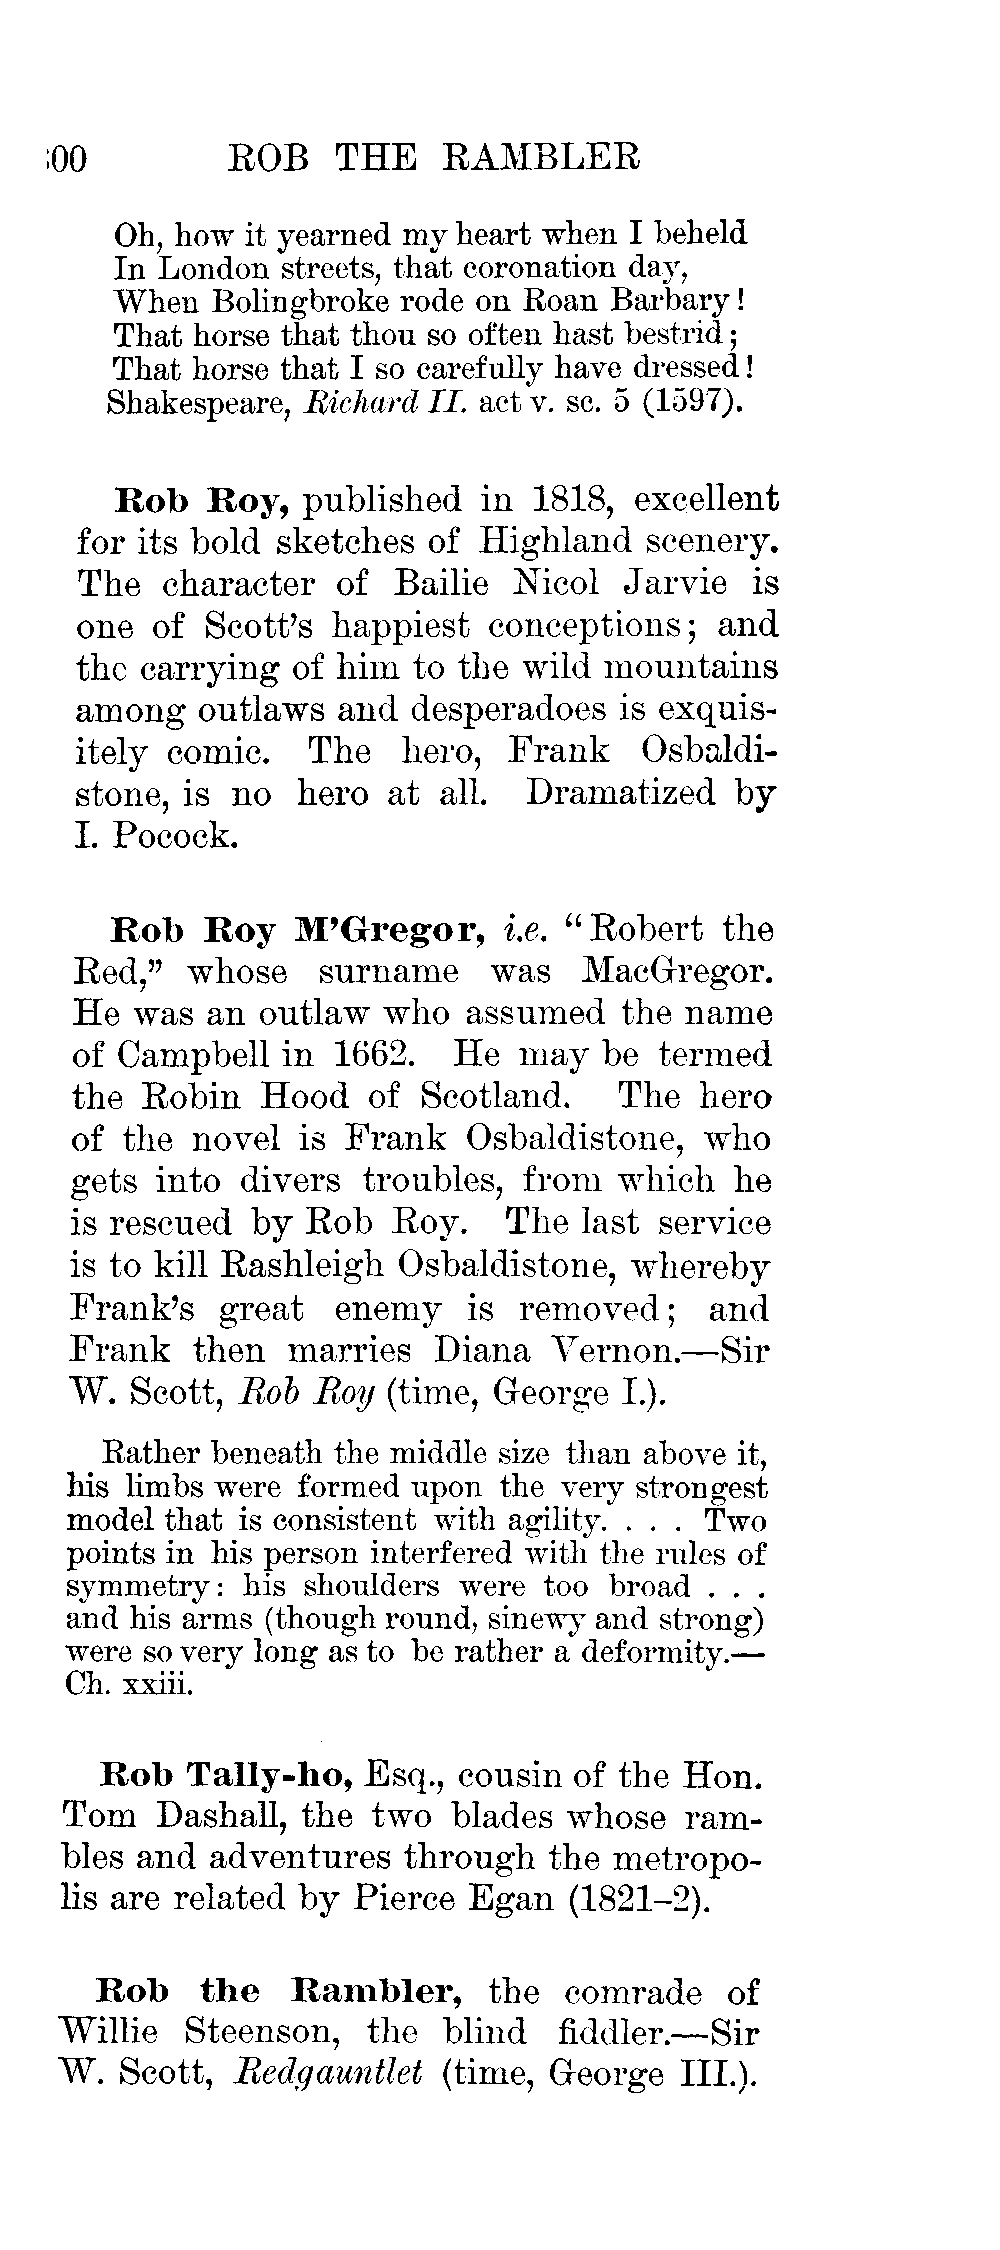 00 ROB THE RAMBLER
Oh, how it yearned my heart when I beheld
In London streets, that coronation day,
When Bolingbroke rode on Roan Barbary!
That horse that thou so often hast bestrid;
That horse that I so carefully have dressed!
Shakespeare, Richard II. act v. sc. 5 (1597).
Rob Roy, published in 1818, excellent
for its bold sketches of Highland scenery.
The character of Bailie Nicol Jarvie is
one of Scott's happiest conceptions; and
the carrying of him to the wild mountains
among outlaws and desperadoes is exquis-
itely comic. The hero, Frank Osbaldi-
stone, is no hero at all. Dramatized by
I. Pocock.
Rob Roy M'Gregor, i.e. "Robert the
Red," whose surname was MacGregor.
He was an outlaw who assumed the name
of Campbell in 1662. He may be termed
the Robin Hood of Scotland. The hero
of the novel is Frank Osbaldistone, who
gets into divers troubles, from which he
is rescued by Rob Roy. The last service
is to kill Rashleigh Osbaldistone, whereby
Frank's great enemy is removed; and
Frank then marries Diana Vernon.—Sir
W. Scott, Rob Roy (time, George I.).
Rather beneath the middle size than above it,
his limbs were formed upon the very strongest
model that is consistent with agility. . . . Two
points in his person interfered with the rules of
symmetry: his shoulders were too broad . . .
and his arms (though round, sinewy and strong)
were so very long as to be rather a deformity.—
Ch. xxiii.
Rob Tally-ho, Esq., cousin of the Hon.
Tom Dashall, the two blades whose ram-
bles and adventures through the metropo-
lis are related by Pierce Egan (1821-2).
Rob the Rambler, the comrade of
Willie Steenson, the blind fiddler.—Sir
W. Scott, Redgauntlet (time, George III.).